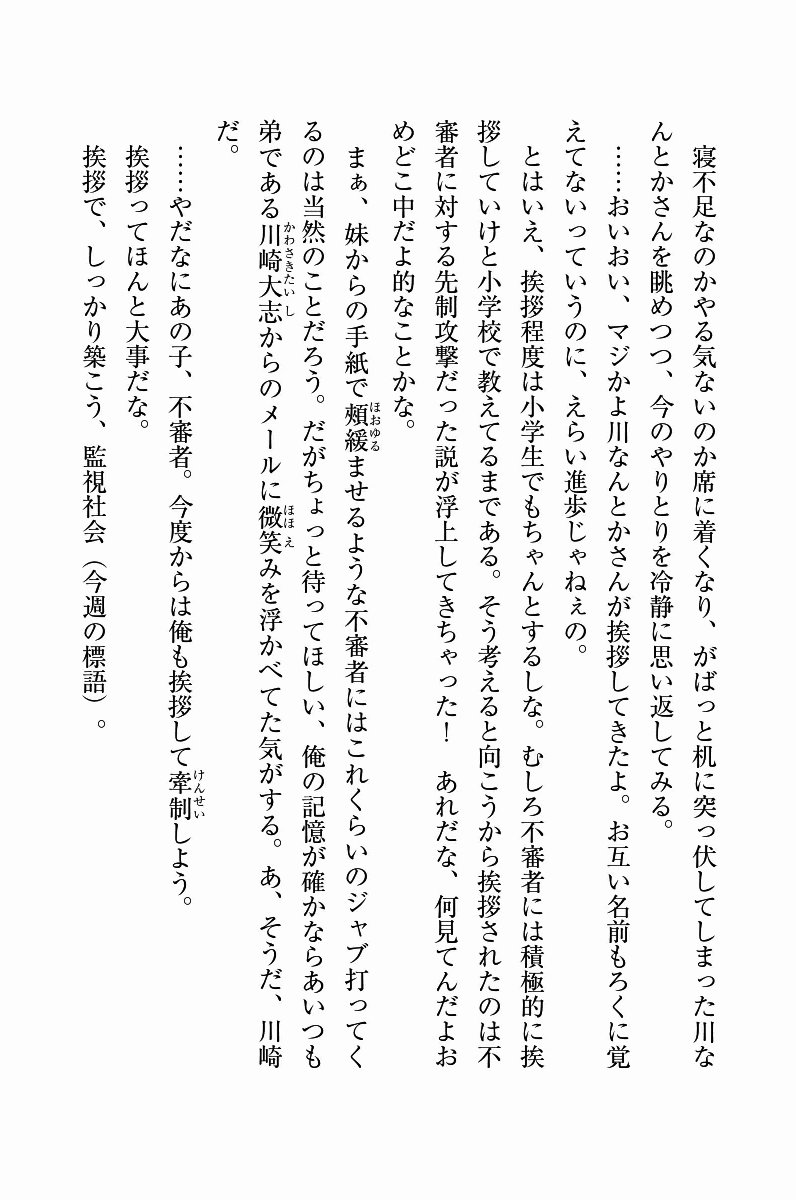 寝不足なのかやる気ないのか席に着くなり、がばっと机に突っ伏してしまった川な
んとかさんを眺めつつ、今のやりとりを冷静に思い返してみる。
……おいおい、マジかよ川なんとかさんが挨拶してきたよ。お互い名前もろくに覚
えてないっていうのに、えらい進歩じゃねぇの。
とはいえ、挨拶程度は小学生でもちゃんとするしな。むしろ不審者には積極的に挨
拶していけと小学校で教えてるまである。そう考えると向こうから挨拶されたのは不
審者に対する先制攻撃だった説が浮上してきちゃった！　あれだな、何見てんだよお
めどこ中だよ的なことかな。
まぁ、妹からの手紙で頰緩ませるような不審者にはこれくらいのジャブ打ってく
るのは当然のことだろう。だがちょっと待ってほしい、俺の記憶が確かならあいつも
弟である川崎大志からのメールに微笑みを浮かべてた気がする。あ、そうだ、川崎
だ。
……やだなにあの子、不審者。今度からは俺も挨拶して牽制しよう。
挨拶ってほんと大事だな。
挨拶で、しっかり築こう、監視社会（今週の標語）。
ほおゆる
かわさきたいし
ほほえ
けんせい